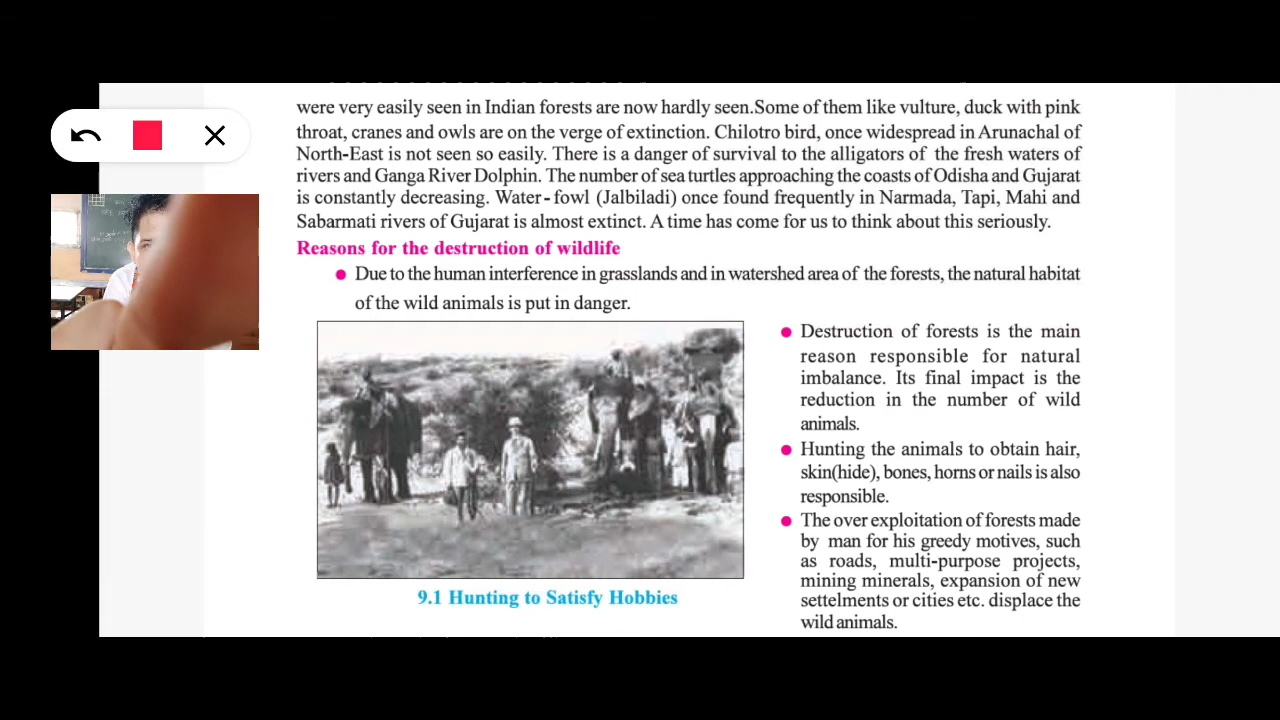 were very easily seen in Indian forests are now hardly seen.Some of them like vulture, duck with pink
throat, cranes and owls are on the verge of extinction. Chilotro bird, once widespread in Arunachal of
North-East is not seen so easily. There is a danger of survival to the alligators of the fresh waters of
rivers and Ganga River Dolphin. The number of sea turtles approaching the coasts of Odisha and Gujarat
is constantly decreasing. Water-fowl (Jalbiladi) once found frequently in Narmada, Tapi, Mahi and
Sabarmati rivers of Gujarat is almost extinct. A time has come for us to think about this seriously.
Reasons for the destruction of wildlife
● Due to the human interference in grasslands and in watershed area of the forests, the natural habitat
of the wild animals is put in danger.
● Destruction of forests is the main
reason responsible for natural
imbalance. Its final impact is the
reduction in the number of wild
animals.
● Hunting the animals to obtain hair,
skin(hide), bones, horns or nails is also
responsible.
● The over exploitation of forests made
by man for his greedy motives, such
as roads, multi-purpose projects,
mining minerals, expansion of new
settelments or cities etc. displace the
wild animals.
9.1 Hunting to Satisfy Hobbies